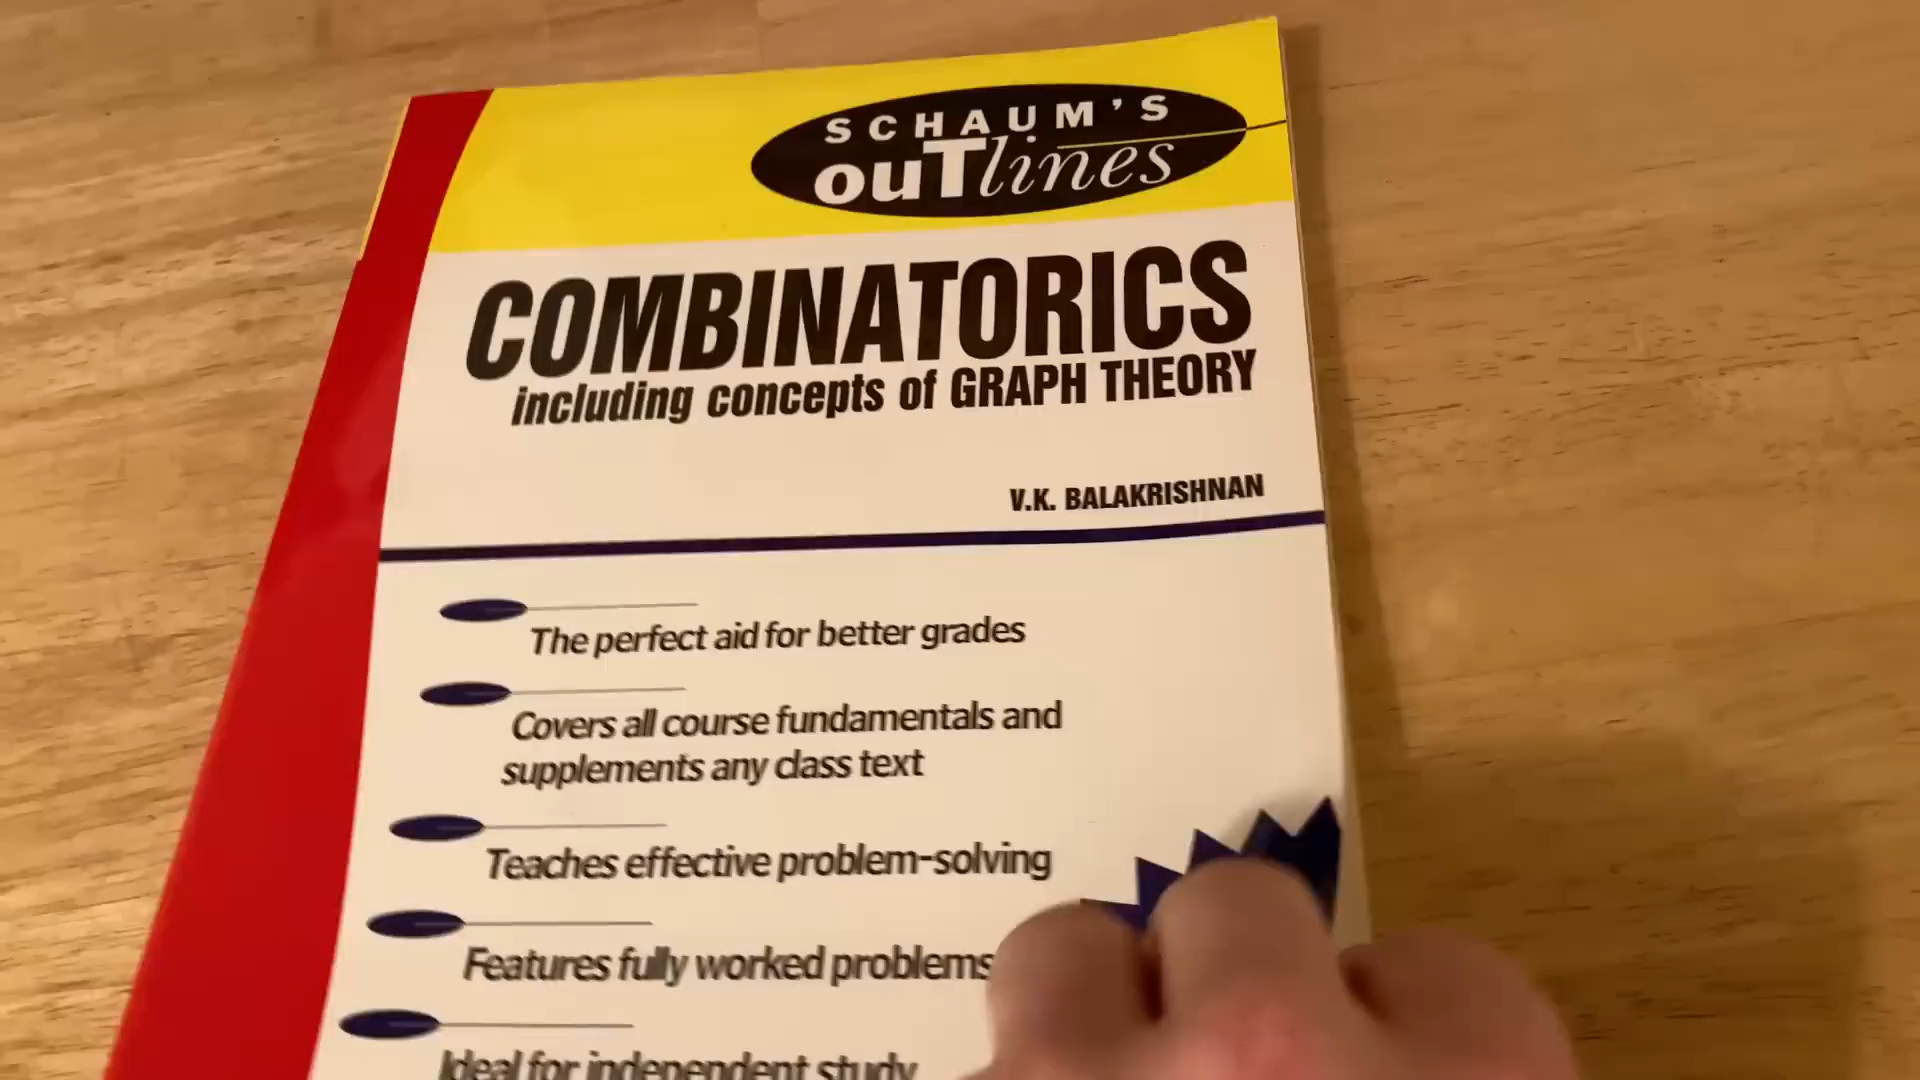 SCHAUM'S
ouTlines
COMBINATORICS
including concepts of GRAPH THEORY
V.K. BALAKRISHNAN
The perfect aid for better grades
Covers all course fundamentals and
supplements any class text
Teaches effective problem-solving
Features fully worked problems
Ideal for independent study